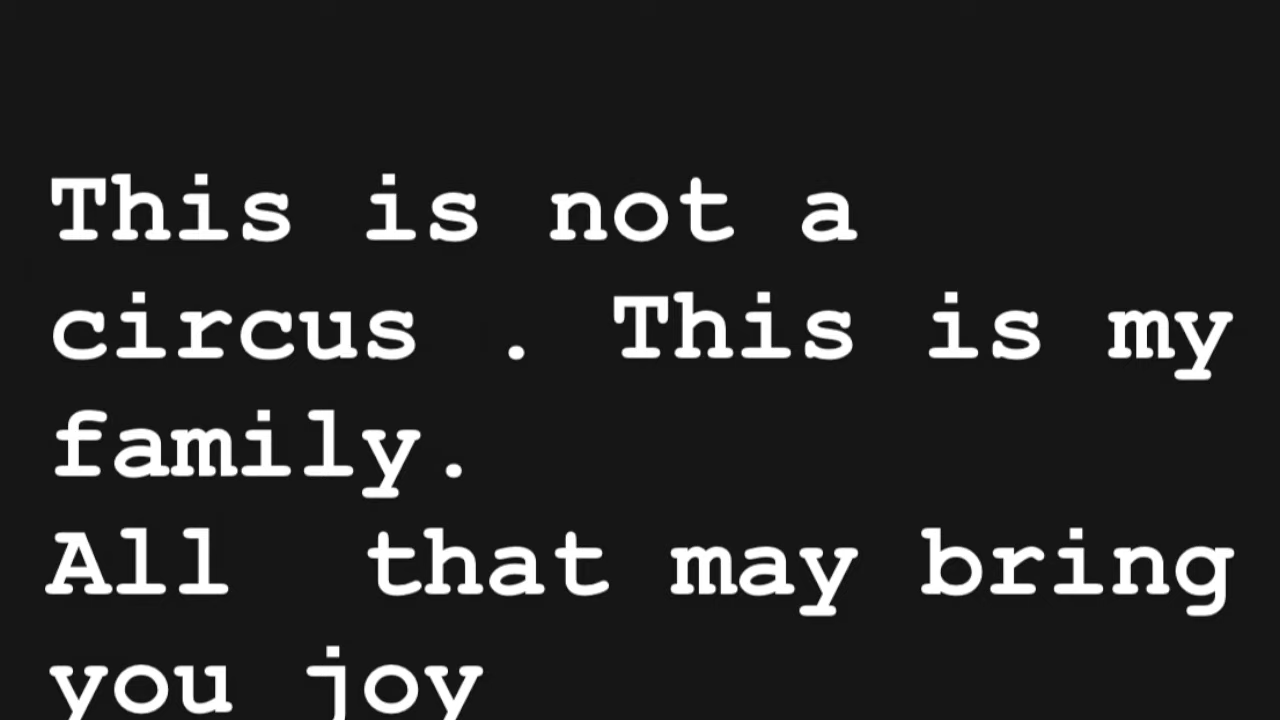 This is not a
circus . This is my
family.
All  that may bring
you joy